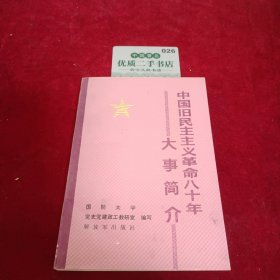 026
优质二手书店
中国旧民主主义革命八十年
大事简介
国防大学
党史党建政工教研室 编写
解放军出版社